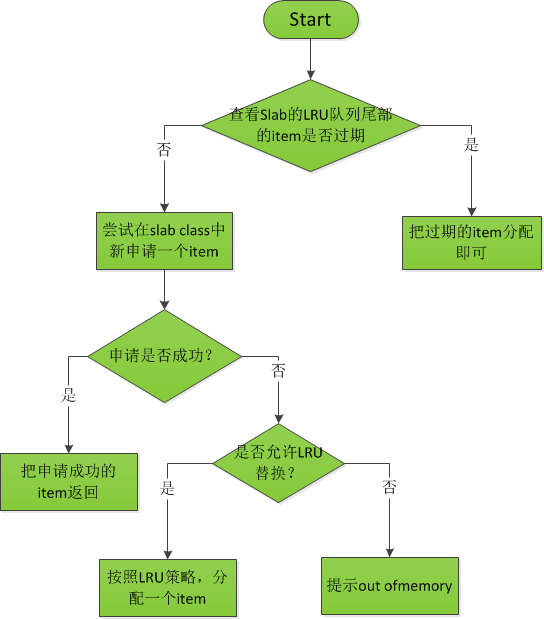 Start
查看Slab的LRU队列尾部
的item是否过期
否
是
尝试在slab class中
新申请一个item
把过期的item分配
即可
申请是否成功？
是
否
把申请成功的
item返回
是否允许LRU
替换？
是
否
按照LRU策略，分
配一个item
提示out ofmemory